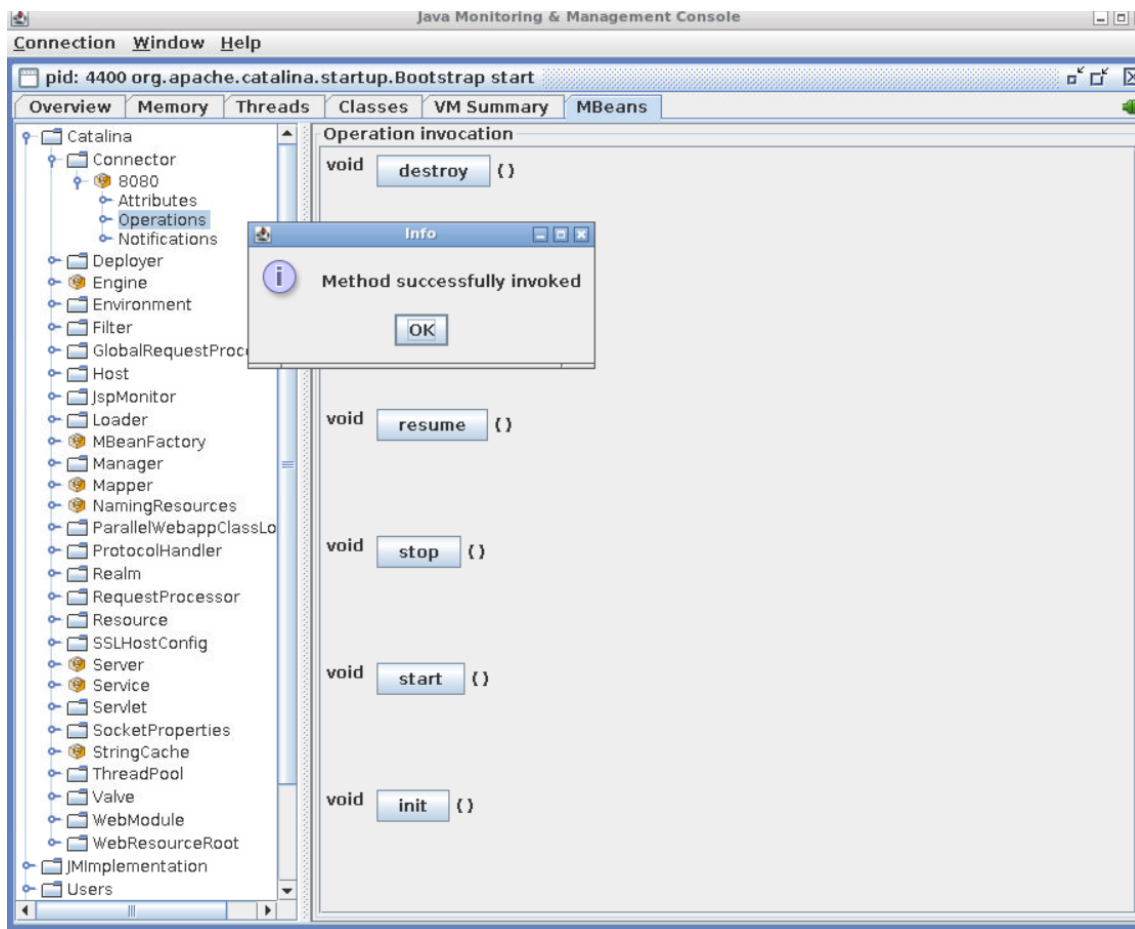 Java Monitoring & Management Console
Connection Window Help
pid: 4400 org.apache.catalina.startup.Bootstrap start
Overview Memory Threads Classes VM Summary MBeans
Catalina
Connector
8080
Attributes
Operations
Notifications
Deployer
Engine
Environment
Filter
GlobalRequestProc
Host
JspMonitor
Loader
MBeanFactory
Manager
Mapper
NamingResources
ParallelWebappClassLo
ProtocolHandler
Realm
RequestProcessor
Resource
SSLHostConfig
Server
Service
Servlet
SocketProperties
StringCache
ThreadPool
Valve
WebModule
WebResourceRoot
JMImplementation
Users
Operation invocation
void destroy ()
Info
i Method successfully invoked
OK
void resume ()
void stop ()
void start ()
void init ()